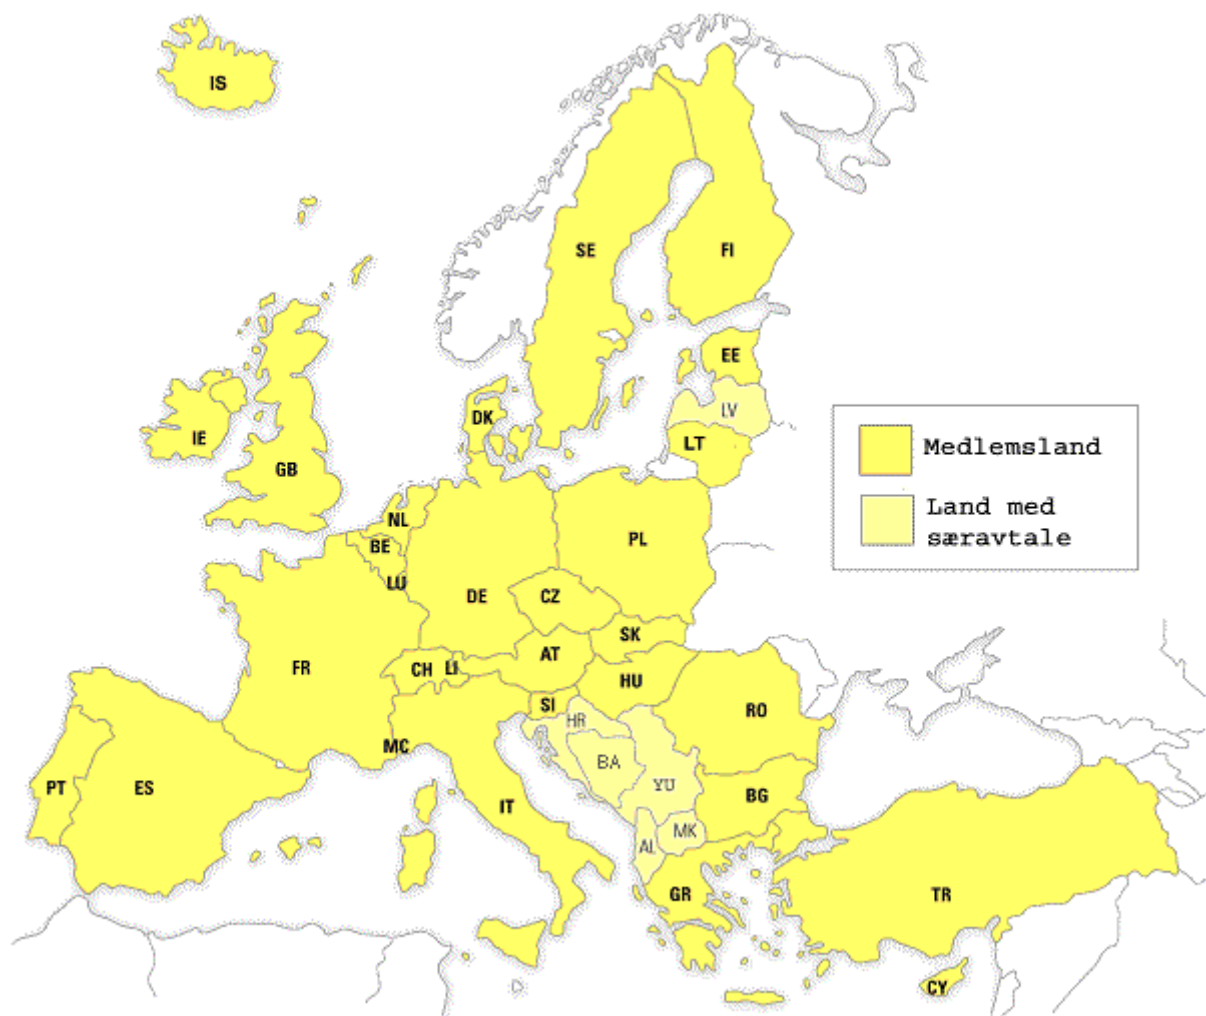 IS
SE
FI
EE
LV
LT
DK
IE
GB
NL
BE
LU
PL
DE
CZ
SK
FR
CH
LI
AT
HU
SI
HR
RO
MC
BA
YU
PT
ES
IT
BG
MK
AL
GR
TR
CY
Medlemsland
Land med
særavtale